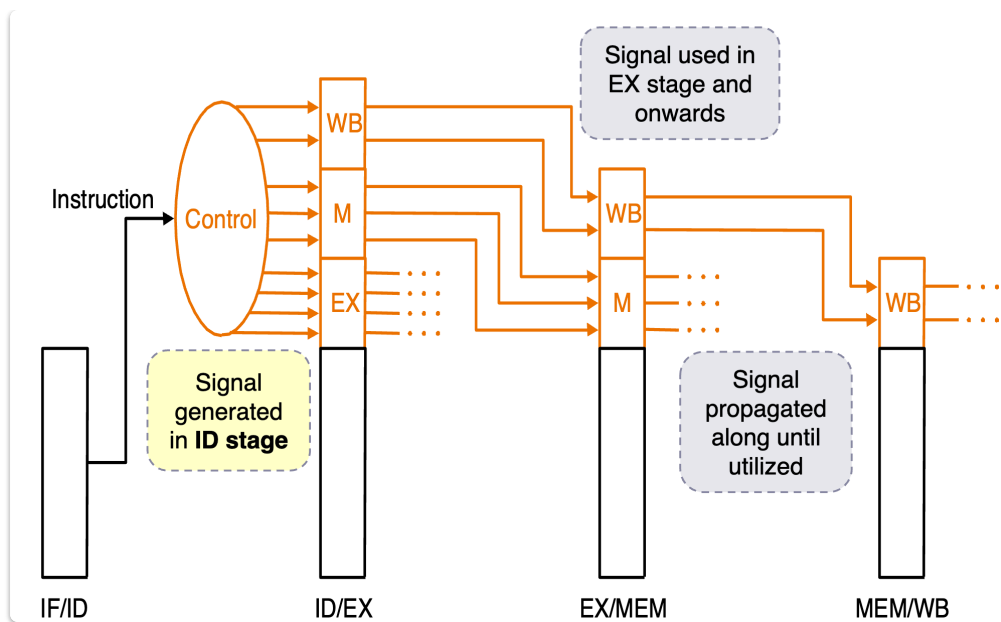 Signal used in
EX stage and
onwards
WB
Instruction
Control
M
WB
EX
. . .
. . .
. . .
. . .
M
. . .
. . .
. . .
WB
. . .
. . .
Signal
generated
in ID stage
Signal
propagated
along until
utilized
IF/ID
ID/EX
EX/MEM
MEM/WB